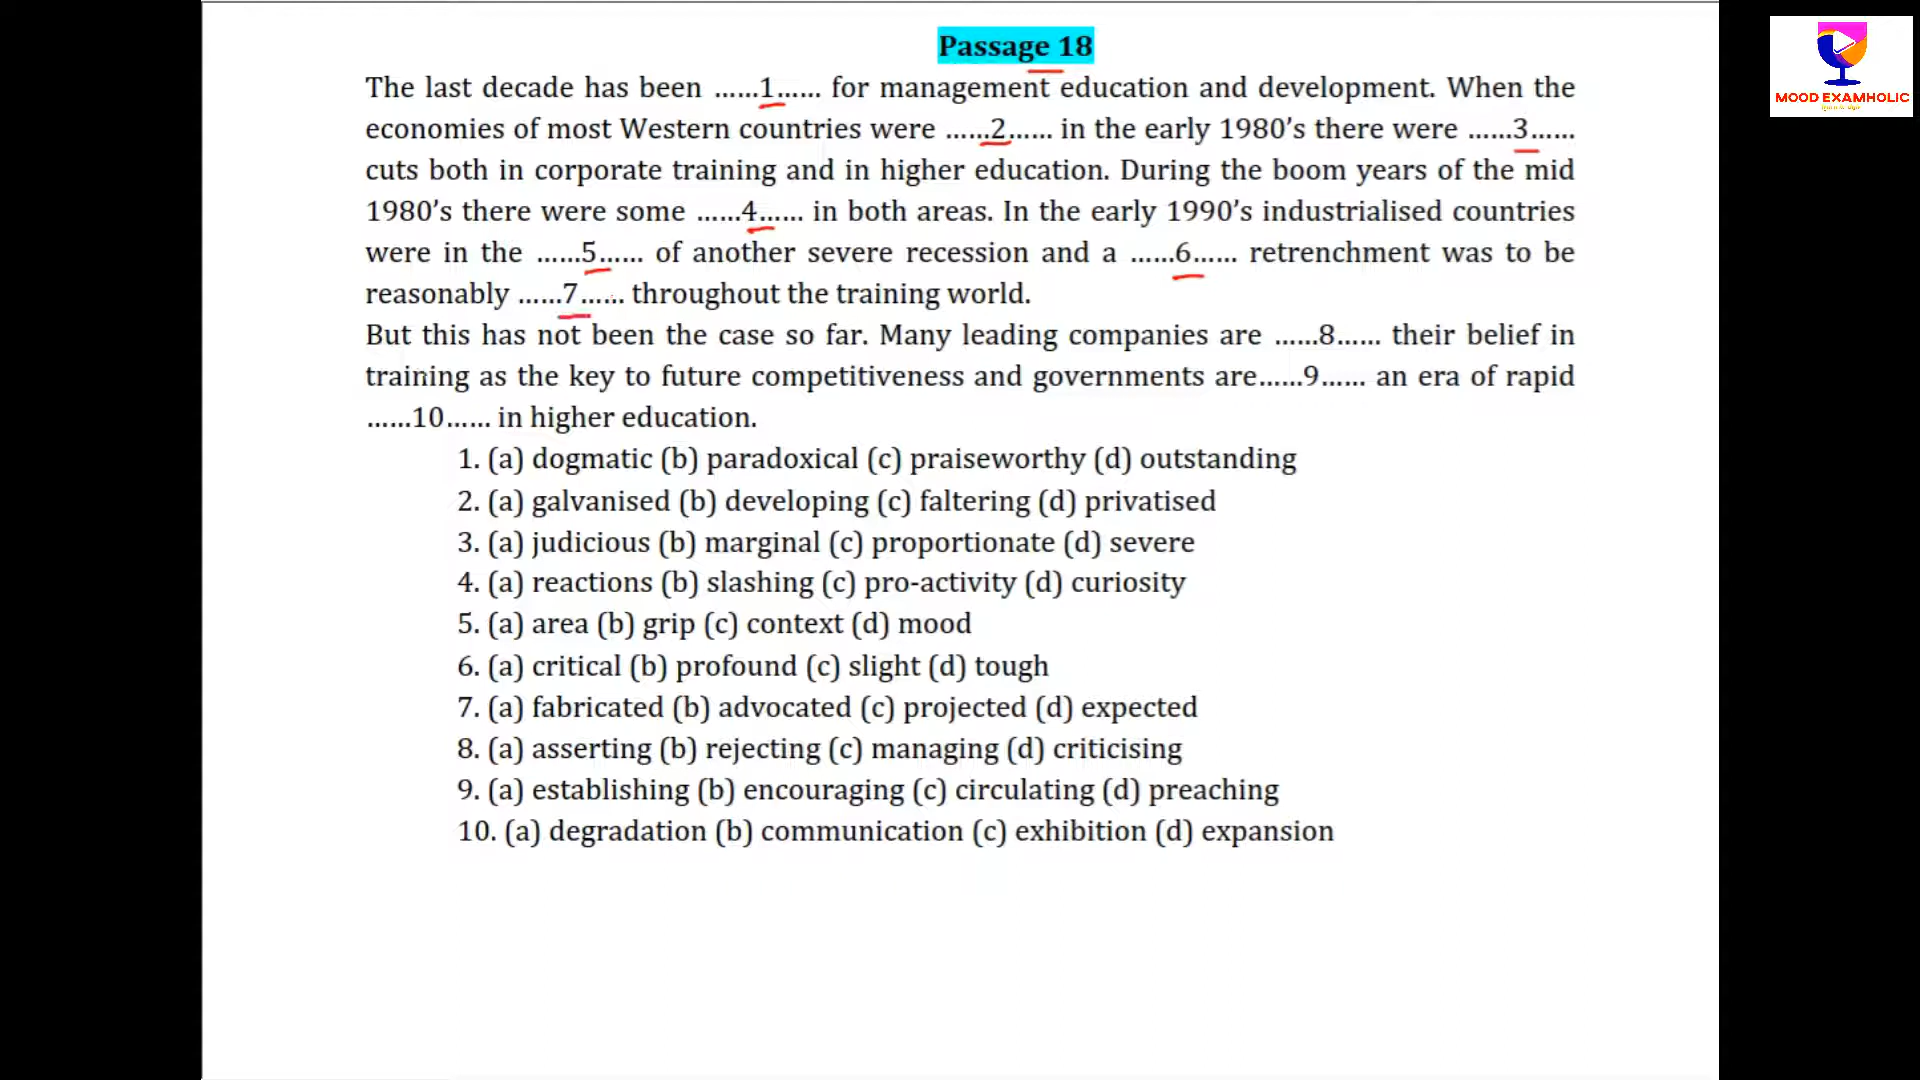 Passage 18
The last decade has been ......1...... for management education and development. When the
economies of most Western countries were ......2...... in the early 1980’s there were ......3......
cuts both in corporate training and in higher education. During the boom years of the mid
1980’s there were some ......4...... in both areas. In the early 1990’s industrialised countries
were in the ......5...... of another severe recession and a ......6...... retrenchment was to be
reasonably ......7...... throughout the training world.
But this has not been the case so far. Many leading companies are ......8...... their belief in
training as the key to future competitiveness and governments are......9...... an era of rapid
......10...... in higher education.
1. (a) dogmatic (b) paradoxical (c) praiseworthy (d) outstanding
2. (a) galvanised (b) developing (c) faltering (d) privatised
3. (a) judicious (b) marginal (c) proportionate (d) severe
4. (a) reactions (b) slashing (c) pro-activity (d) curiosity
5. (a) area (b) grip (c) context (d) mood
6. (a) critical (b) profound (c) slight (d) tough
7. (a) fabricated (b) advocated (c) projected (d) expected
8. (a) asserting (b) rejecting (c) managing (d) criticising
9. (a) establishing (b) encouraging (c) circulating (d) preaching
10. (a) degradation (b) communication (c) exhibition (d) expansion
MOOD EXAMHOLIC